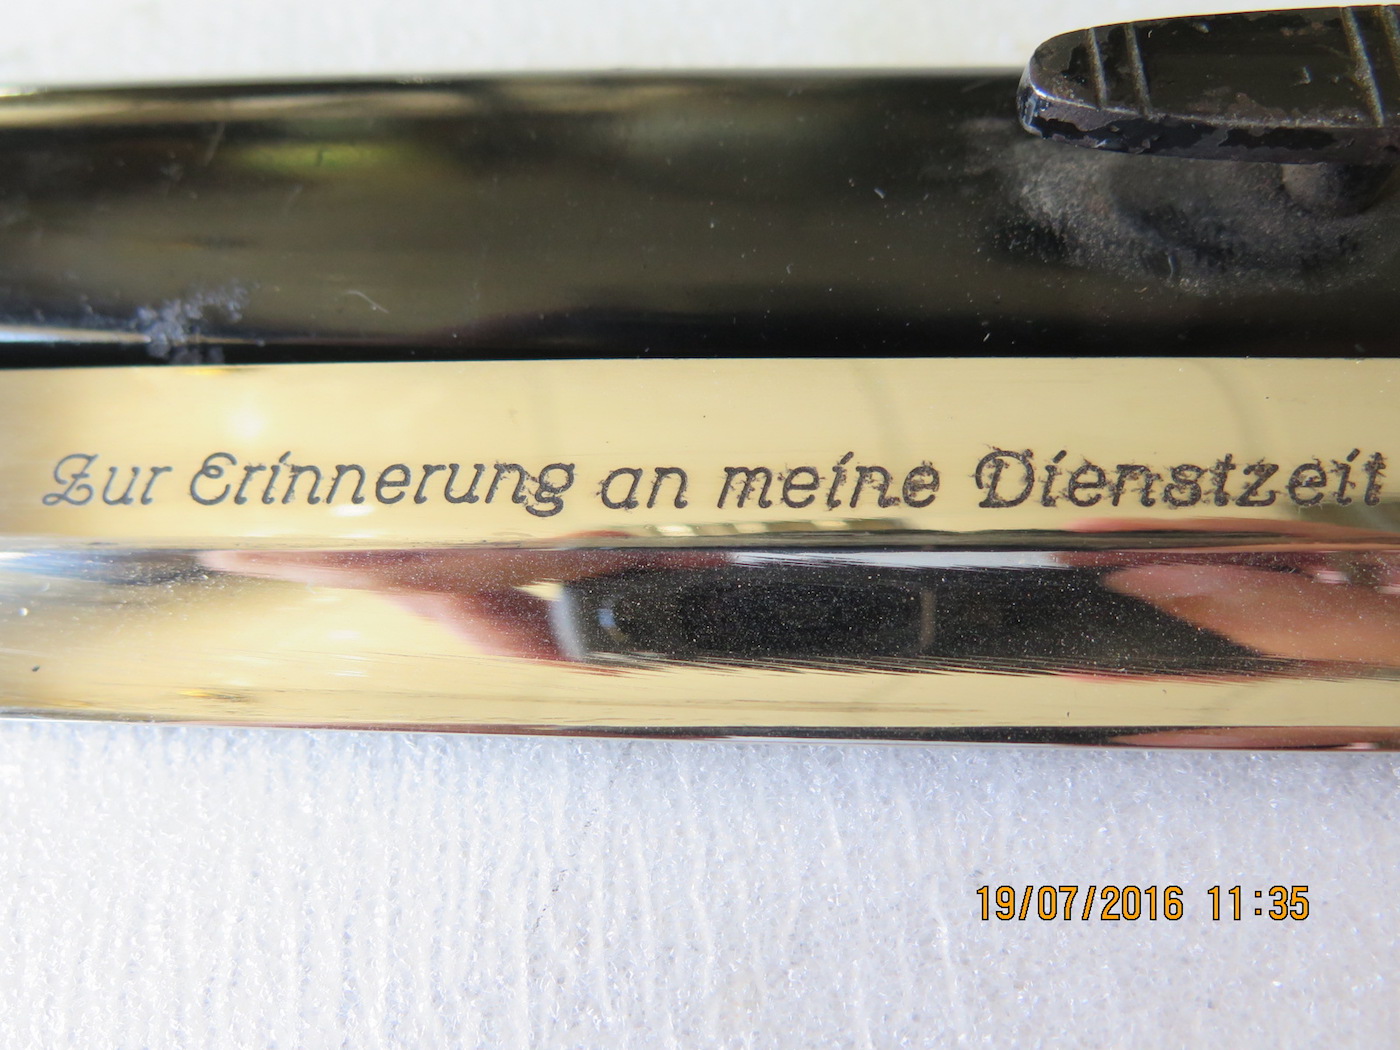 Zur Erinnerung an meine Dienstzeit
19/07/2016 11:35